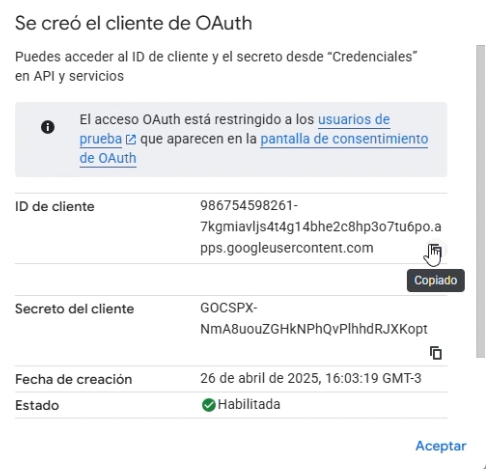 Se creó el cliente de OAuth
Puedes acceder al ID de cliente y el secreto desde “Credenciales”
en API y servicios
El acceso OAuth está restringido a los usuarios de
prueba que aparecen en la pantalla de consentimiento
de OAuth
ID de cliente
986754598261-
7kgmiavljs4t4g14bhe2c8hp3o7tu6po.a
pps.googleusercontent.com
Copiado
Secreto del cliente
GOCSPX-
NmA8uouZGHkNPhQvPlhhdRJXKopt
Fecha de creación
26 de abril de 2025, 16:03:19 GMT-3
Estado
Habilitada
Aceptar